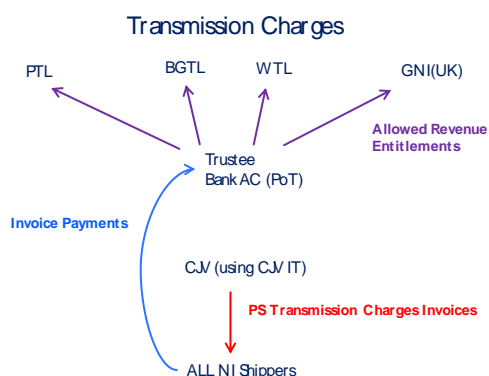 Transmission Charges
PTL
BGTL
WTL
GNI(UK)
Allowed Revenue
Entitlements
Trustee
Bank AC (PoT)
Invoice Payments
CJV (using CJV IT)
PS Transmission Charges Invoices
ALL NI Shippers